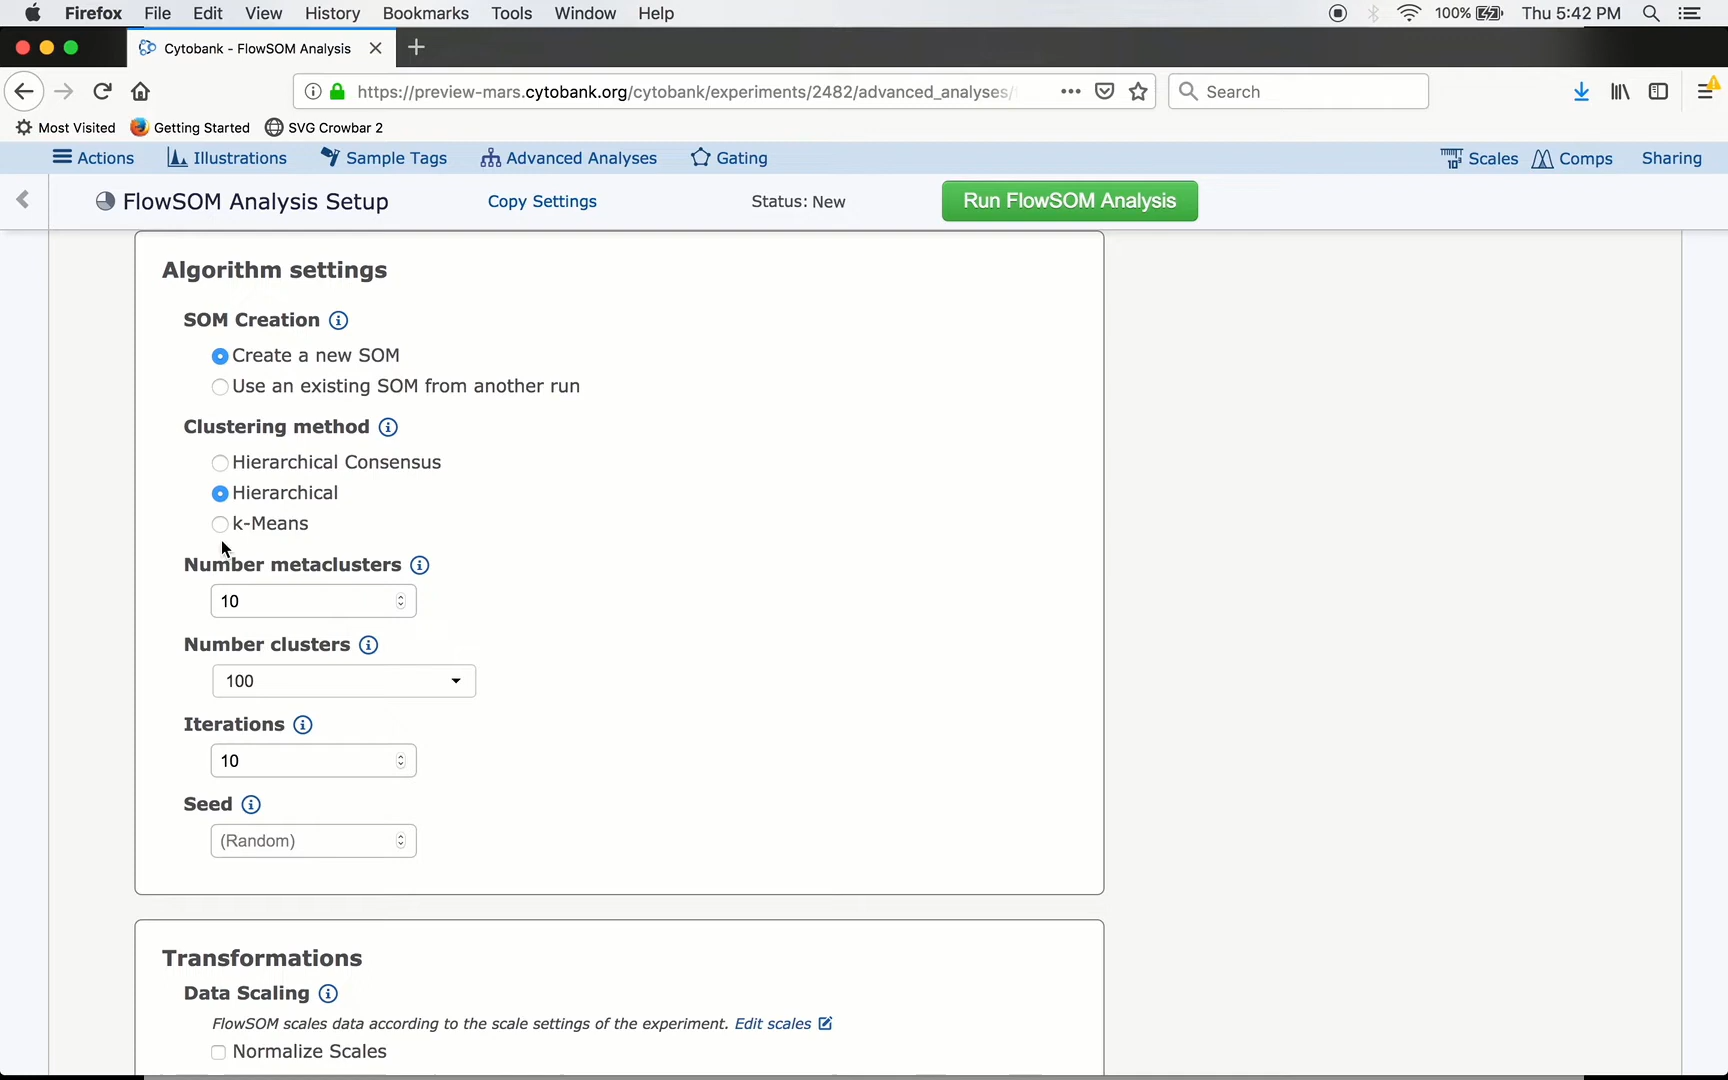 Firefox File Edit View History Bookmarks Tools Window Help 100% Thu 5:42 PM
Cytobank - FlowSOM Analysis
https://preview-mars.cytobank.org/cytobank/experiments/2482/advanced_analyses/ Search
Most Visited Getting Started SVG Crowbar 2
Actions Illustrations Sample Tags Advanced Analyses Gating Scales Comps Sharing
FlowSOM Analysis Setup Copy Settings Status: New Run FlowSOM Analysis
Algorithm settings
SOM Creation
Create a new SOM
Use an existing SOM from another run
Clustering method
Hierarchical Consensus
Hierarchical
k-Means
Number metaclusters
10
Number clusters
100
Iterations
10
Seed
(Random)
Transformations
Data Scaling
FlowSOM scales data according to the scale settings of the experiment. Edit scales
Normalize Scales